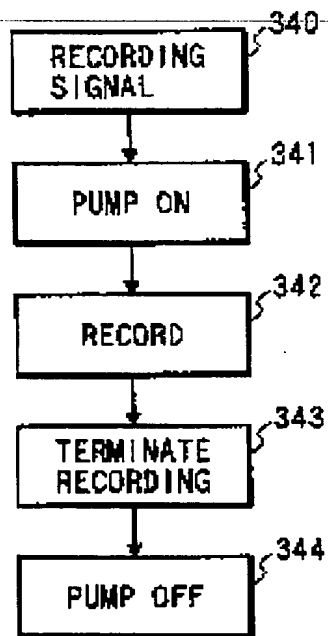 340
RECORDING
SIGNAL
341
PUMP ON
342
RECORD
343
TERMINATE
RECORDING
344
PUMP OFF